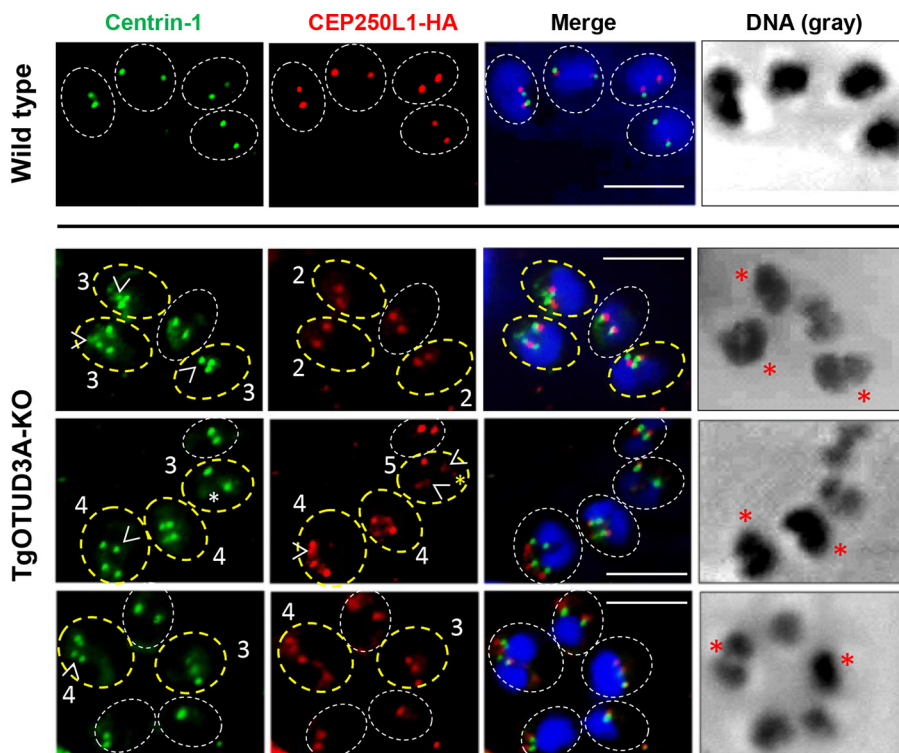 Centrin-1 CEP250L1-HA Merge DNA (gray)
Wild type
TgOTUD3A-KO
3 2 *
3 2 *
3 2 *
3 5 *
* *
4 4 *
4 4 *
4 3 * *
3
4